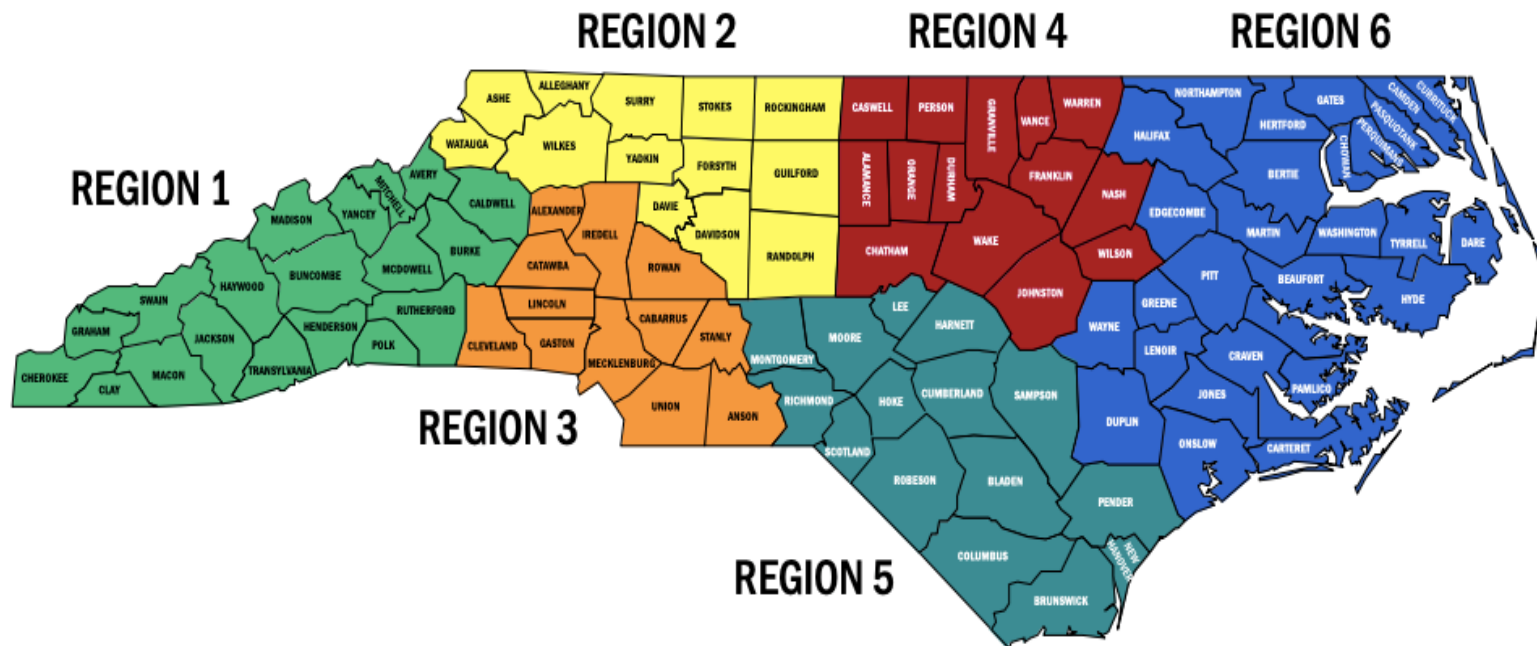 REGION 2
REGION 4
REGION 6
ASHE
ALLEGHANY
SURRY
STOKES
ROCKINGHAM
WATAUGA
WILKES
YADKIN
FORSYTH
GUILFORD
DAVIE
DAVIDSON
RANDOLPH
CASWELL
PERSON
GRANVILLE
VANCE
WARREN
ALAMANCE
ORANGE
DURHAM
FRANKLIN
NASH
CHATHAM
WAKE
WILSON
JOHNSTON
NORTHAMPTON
GATES
CAMDEN
CURRITUCK
PASQUOTANK
PERQUIMANS
HERTFORD
HALIFAX
CHOWAN
BERTIE
EDGECOMBE
MARTIN
WASHINGTON
TYRRELL
DARE
PITT
BEAUFORT
HYDE
GREENE
WAYNE
LENOIR
CRAVEN
PAMLICO
JONES
DUPLIN
ONSLOW
CARTERET
REGION 1
AVERY
MITCHELL
CALDWELL
YANCEY
MADISON
BURKE
MCDOWELL
BUNCOMBE
HAYWOOD
SWAIN
RUTHERFORD
GRAHAM
JACKSON
HENDERSON
POLK
CHEROKEE
CLAY
MACON
TRANSYLVANIA
REGION 3
ALEXANDER
IREDELL
CATAWBA
ROWAN
LINCOLN
CABARRUS
STANLY
CLEVELAND
GASTON
MECKLENBURG
UNION
ANSON
REGION 5
LEE
MOORE
HARNETT
MONTGOMERY
RICHMOND
HOKE
CUMBERLAND
SAMPSON
SCOTLAND
ROBESON
BLADEN
PENDER
COLUMBUS
NEW
HANOVER
BRUNSWICK